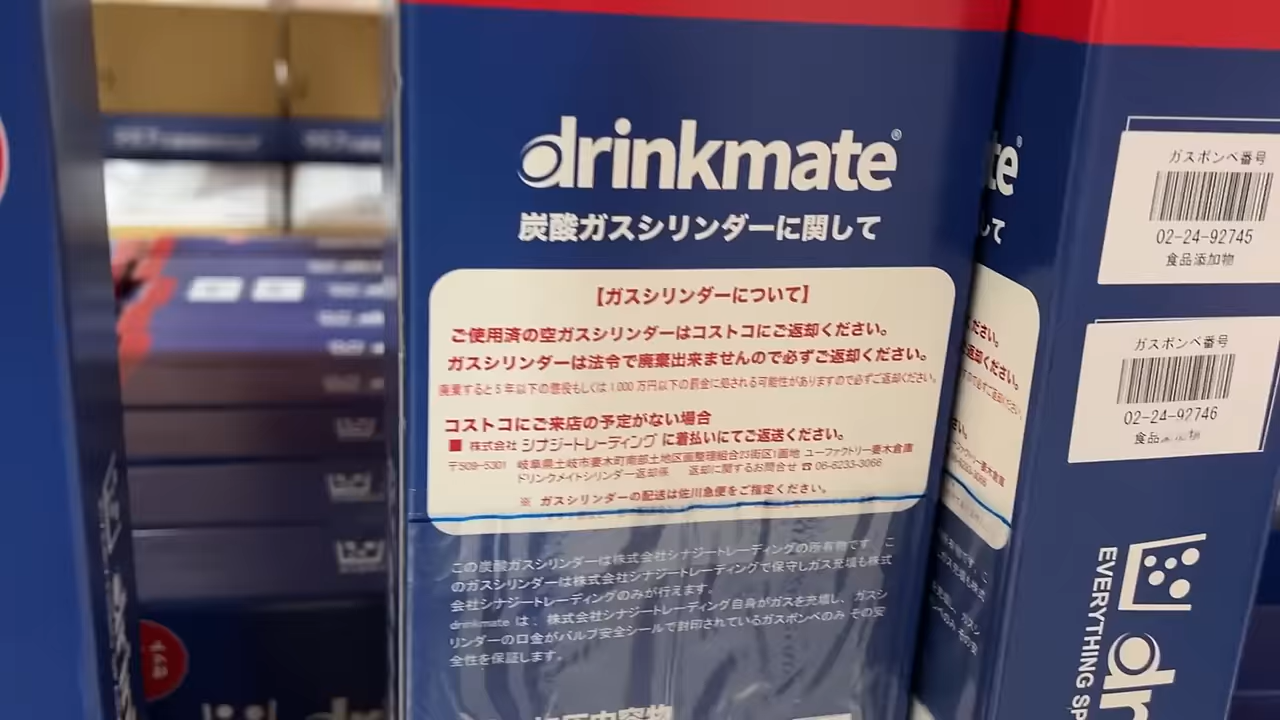 drinkmate®
炭酸ガスシリンダーに関して
【ガスシリンダーについて】
ご使用済の空ガスシリンダーはコストコにご返却ください。
ガスシリンダーは法令で廃棄出来ませんので必ずご返却ください。
廃棄すると5年以下の懲役もしくは1000万円以下の罰金に処される可能性がありますので必ずご返却ください。
コストコにご来店の予定がない場合
■ 株式会社 シナジートレーディング に着払いにてご返送ください。
〒509-5301 岐阜県土岐市妻木町南部土地区画整理組合23街区1画地 ユーファクトリー妻木倉庫
ドリンクメイトシリンダー返却係 返却に関するお問合せ ☎ 06-6233-3066
※ ガスシリンダーの配送は佐川急便をご指定ください。
この炭酸ガスシリンダーは株式会社シナジートレーディングの所有物です。こ
のガスシリンダーは株式会社シナジートレーディングで保守しガス充填も株式
会社シナジートレーディングのみが行えます。
drinkmate は、株式会社シナジートレーディング自身がガスを充填し、ガスシ
リンダーの口金がバルブ安全シールで封印されているガスボンベのみ その安
全性を保証します。
te®
して
ださい。
返却ください。
ガスボンベ番号
02-24-92745
食品添加物
ガスボンベ番号
02-24-92746
食品
EVERYTHING SP
dr